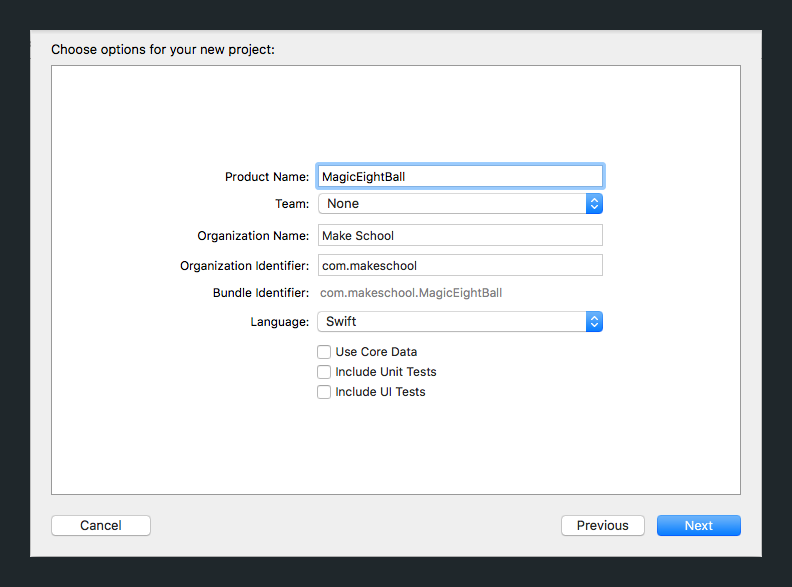 Choose options for your new project:
Product Name: MagicEightBall
Team: None
Organization Name: Make School
Organization Identifier: com.makeschool
Bundle Identifier: com.makeschool.MagicEightBall
Language: Swift
Use Core Data
Include Unit Tests
Include UI Tests
Cancel Previous Next